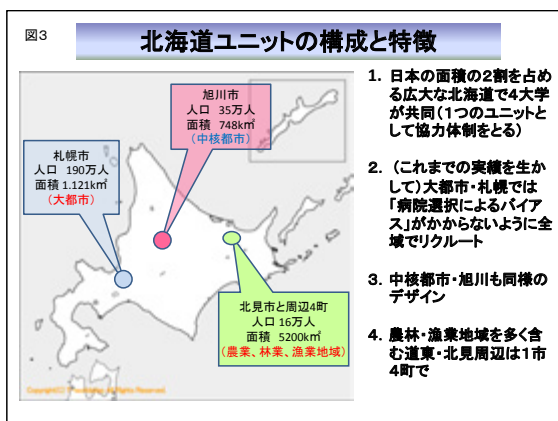 図3
北海道ユニットの構成と特徴
旭川市
人口 35万人
面積 748k㎡
(中核都市)
札幌市
人口 190万人
面積 1.121k㎡
(大都市)
北見市と周辺4町
人口 16万人
面積 5200k㎡
(農業、林業、漁業地域)
1. 日本の面積の2割を占め
る広大な北海道で4大学
が共同(1つのユニットと
して協力体制をとる)
2. (これまでの実績を生か
して)大都市・札幌では
「病院選択によるバイア
ス」がかからないように全
域でリクルート
3. 中核都市・旭川も同様の
デザイン
4. 農林・漁業地域を多く含
む道東・北見周辺は1市
4町で